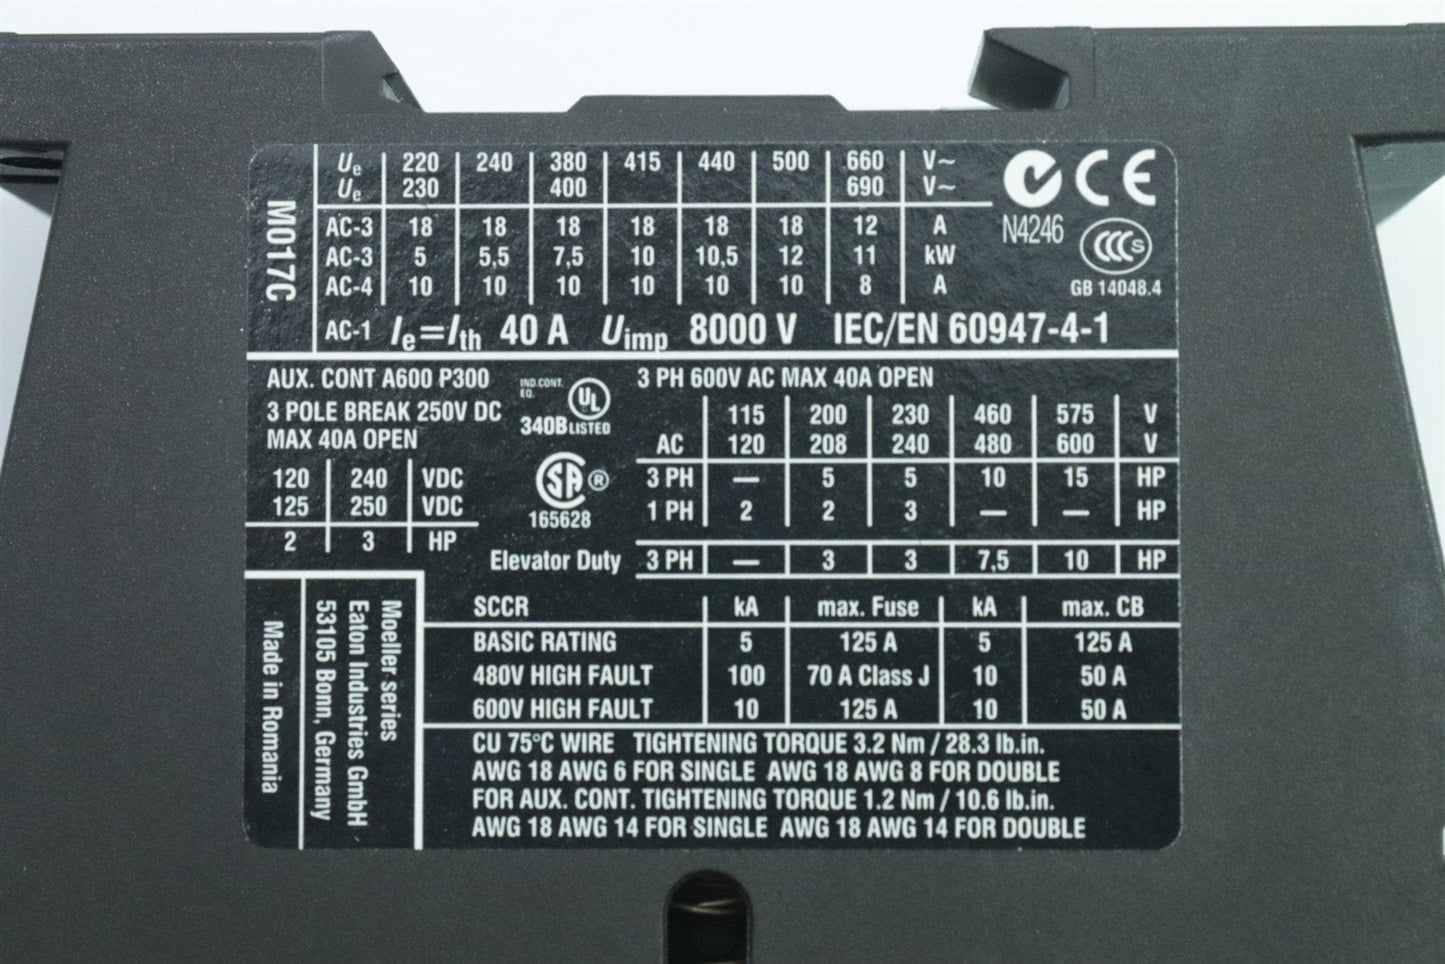 M017C
Ue 220 240 380 415 440 500 660 V~
Ue 230 400 690 V~
AC-3 18 18 18 18 18 18 12 A
AC-3 5 5,5 7,5 10 10,5 12 11 kW
AC-4 10 10 10 10 10 10 8 A
AC-1 Ie=Ith 40 A Uimp 8000 V IEC/EN 60947-4-1
CE
N4246
CCC S
GB 14048.4
AUX. CONT A600 P300
3 POLE BREAK 250V DC
MAX 40A OPEN
120 240 VDC
125 250 VDC
2 3 HP
IND.CONT.
EQ.
UL
340B LISTED
SA ®
165628
3 PH 600V AC MAX 40A OPEN
115 200 230 460 575 V
AC 120 208 240 480 600 V
3 PH — 5 5 10 15 HP
1 PH 2 2 3 — — HP
Elevator Duty 3 PH — 3 3 7,5 10 HP
SCCR kA max. Fuse kA max. CB
BASIC RATING 5 125 A 5 125 A
480V HIGH FAULT 100 70 A Class J 10 50 A
600V HIGH FAULT 10 125 A 10 50 A
CU 75°C WIRE TIGHTENING TORQUE 3.2 Nm / 28.3 lb.in.
AWG 18 AWG 6 FOR SINGLE AWG 18 AWG 8 FOR DOUBLE
FOR AUX. CONT. TIGHTENING TORQUE 1.2 Nm / 10.6 lb.in.
AWG 18 AWG 14 FOR SINGLE AWG 18 AWG 14 FOR DOUBLE
Moeller series
Eaton Industries GmbH
53105 Bonn, Germany
Made in Romania